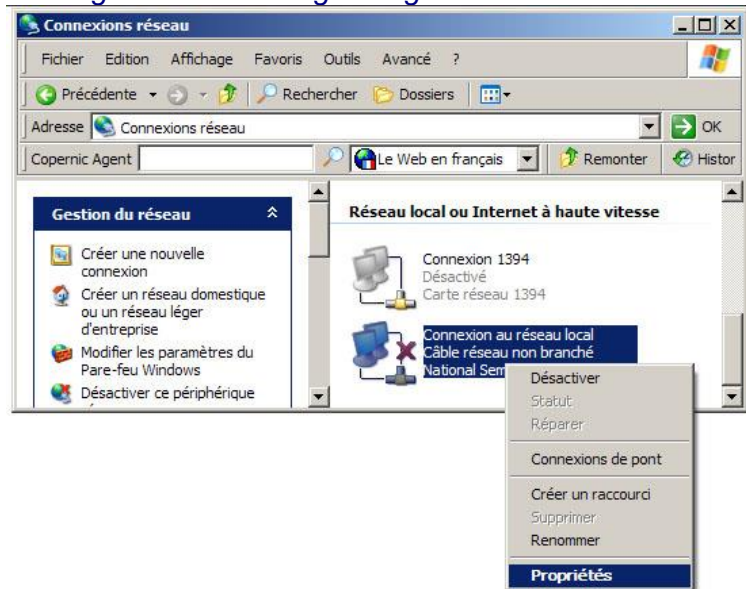 Connexions réseau
Fichier Edition Affichage Favoris Outils Avancé ?
Précédente Rechercher Dossiers
Adresse Connexions réseau OK
Copernic Agent Le Web en français Remonter Histor
Gestion du réseau
Créer une nouvelle
connexion
Créer un réseau domestique
ou un réseau léger
d'entreprise
Modifier les paramètres du
Pare-feu Windows
Désactiver ce périphérique
Réseau local ou Internet à haute vitesse
Connexion 1394
Désactivé
Carte réseau 1394
Connexion au réseau local
Câble réseau non branché
National Sem
Désactiver
Statut
Réparer
Connexions de pont
Créer un raccourci
Supprimer
Renommer
Propriétés